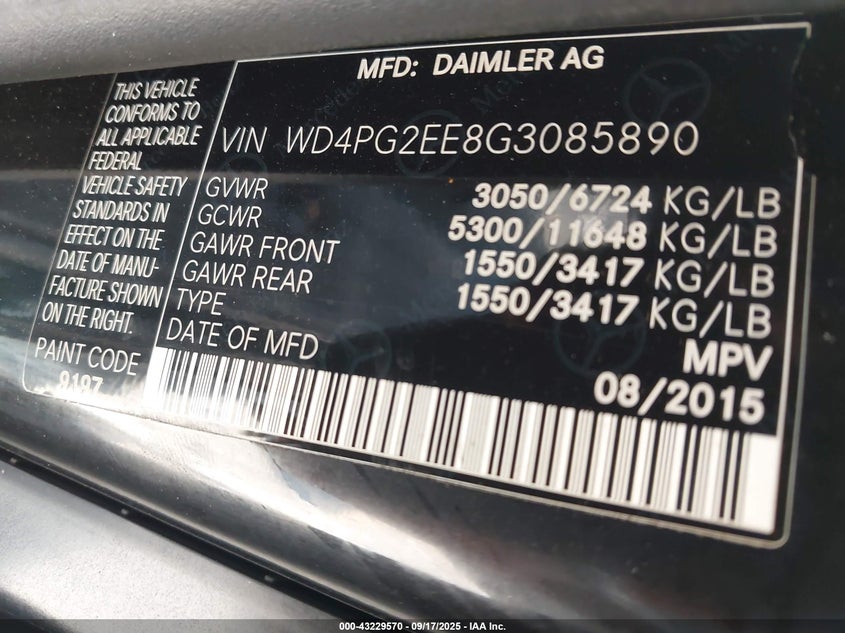 MFD: DAIMLER AG
THIS VEHICLE
CONFORMS TO
ALL APPLICABLE
FEDERAL
VEHICLE SAFETY
STANDARDS IN
EFFECT ON THE
DATE OF MANU-
FACTURE SHOWN
ON THE RIGHT.
PAINT CODE
9197
VIN WD4PG2EE8G3085890
GVWR 3050/6724 KG/LB
GCWR 5300/11648 KG/LB
GAWR FRONT 1550/3417 KG/LB
GAWR REAR 1550/3417 KG/LB
TYPE MPV
DATE OF MFD 08/2015
000-43229570 - 09/17/2025 - IAA Inc.